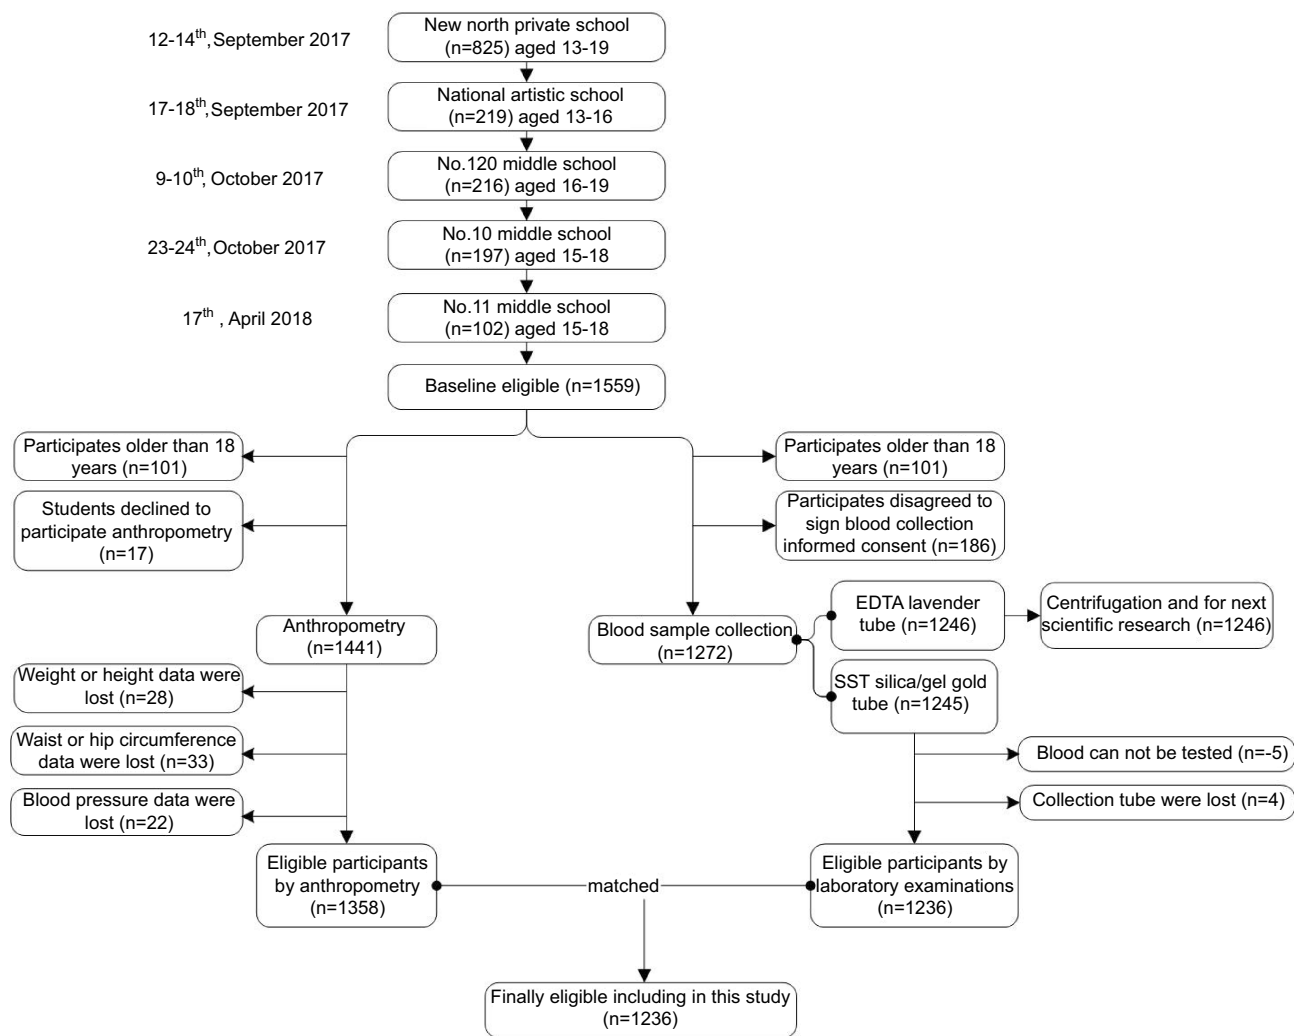 12-14th, September 2017
New north private school
(n=825) aged 13-19
17-18th, September 2017
National artistic school
(n=219) aged 13-16
9-10th, October 2017
No.120 middle school
(n=216) aged 16-19
23-24th, October 2017
No.10 middle school
(n=197) aged 15-18
17th , April 2018
No.11 middle school
(n=102) aged 15-18
Baseline eligible (n=1559)
Participates older than 18
years (n=101)
Students declined to
participate anthropometry
(n=17)
Participates older than 18
years (n=101)
Participates disagreed to
sign blood collection
informed consent (n=186)
Anthropometry
(n=1441)
Blood sample collection
(n=1272)
EDTA lavender
tube (n=1246)
Centrifugation and for next
scientific research (n=1246)
SST silica/gel gold
tube (n=1245)
Weight or height data were
lost (n=28)
Waist or hip circumference
data were lost (n=33)
Blood pressure data were
lost (n=22)
Blood can not be tested (n=-5)
Collection tube were lost (n=4)
Eligible participants
by anthropometry
(n=1358)
matched
Eligible participants by
laboratory examinations
(n=1236)
Finally eligible including in this study
(n=1236)